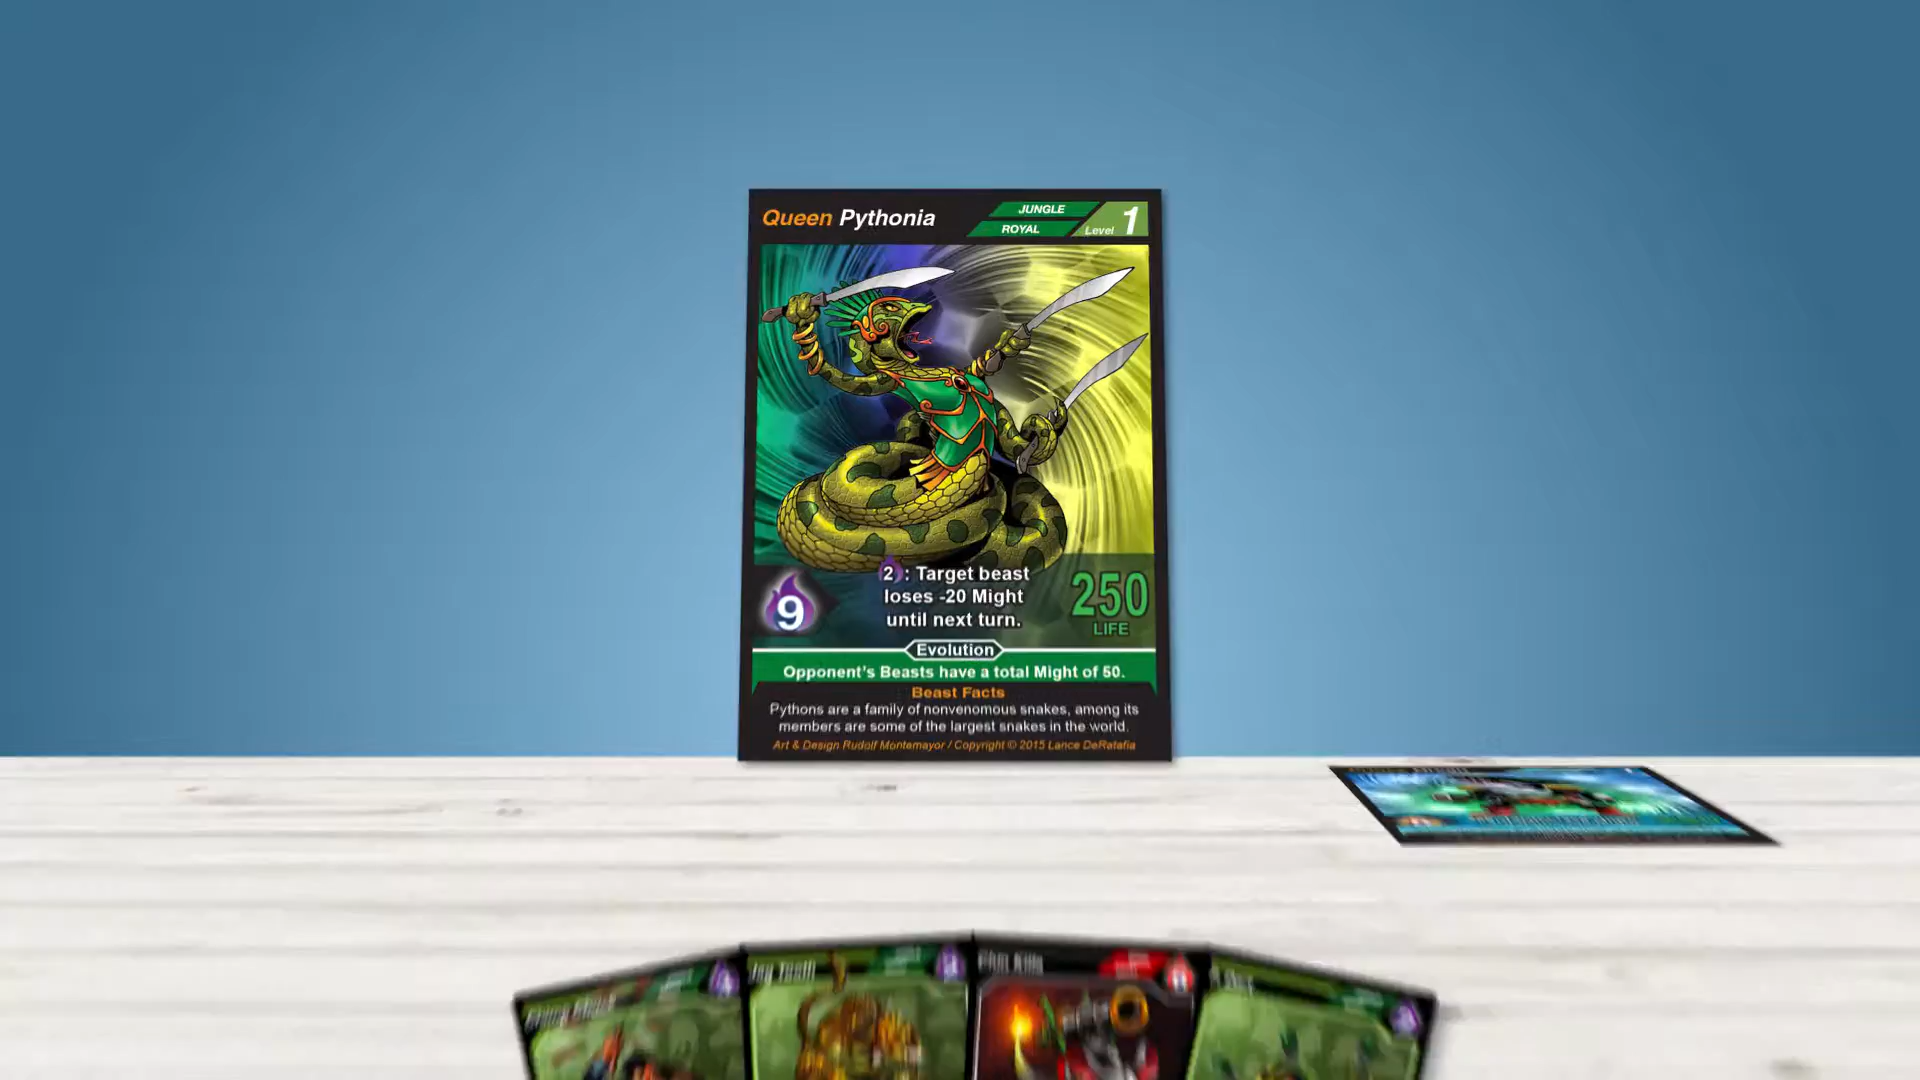 Queen Pythonia
JUNGLE
ROYAL
Level 1
2 : Target beast
loses -20 Might
until next turn.
9
250
LIFE
Evolution
Opponent's Beasts have a total Might of 50.
Beast Facts
Pythons are a family of nonvenomous snakes, among its
members are some of the largest snakes in the world.
Art & Design Rudolf Montemayor / Copyright © 2015 Lance DeRatafia